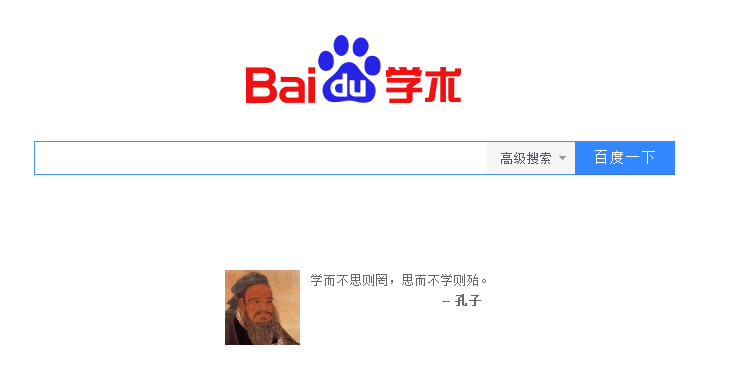 Bai du 学术
高级搜索 百度一下
学而不思则罔，思而不学则殆。
-- 孔子